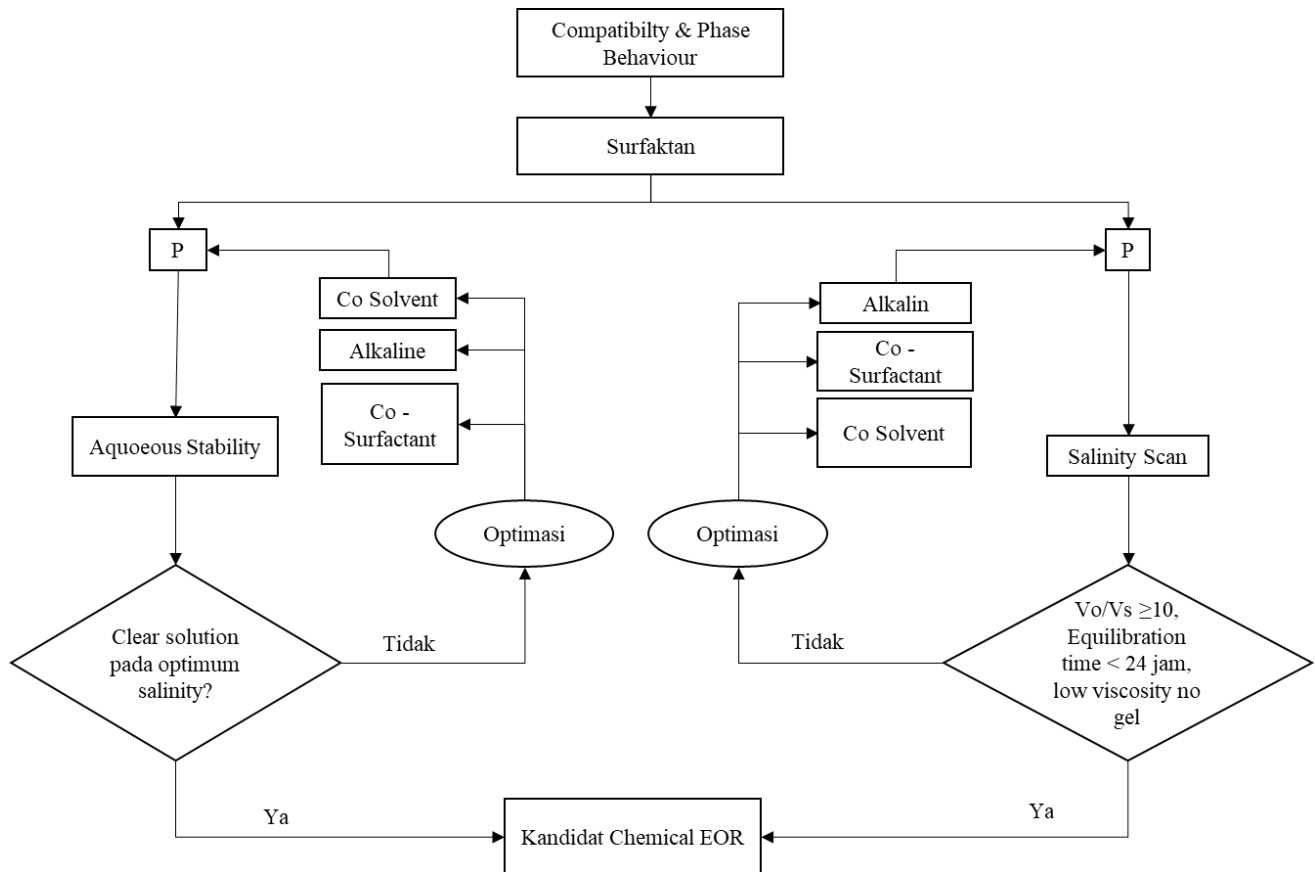 Compatibilty & Phase
Behaviour
Surfaktan
P
P
Co Solvent
Alkaline
Co -
Surfactant
Alkalin
Co -
Surfactant
Co Solvent
Aquoeous Stability
Salinity Scan
Optimasi
Optimasi
Clear solution
pada optimum
salinity?
Tidak
Tidak
Vo/Vs ≥10,
Equilibration
time < 24 jam,
low viscosity no
gel
Ya
Ya
Kandidat Chemical EOR